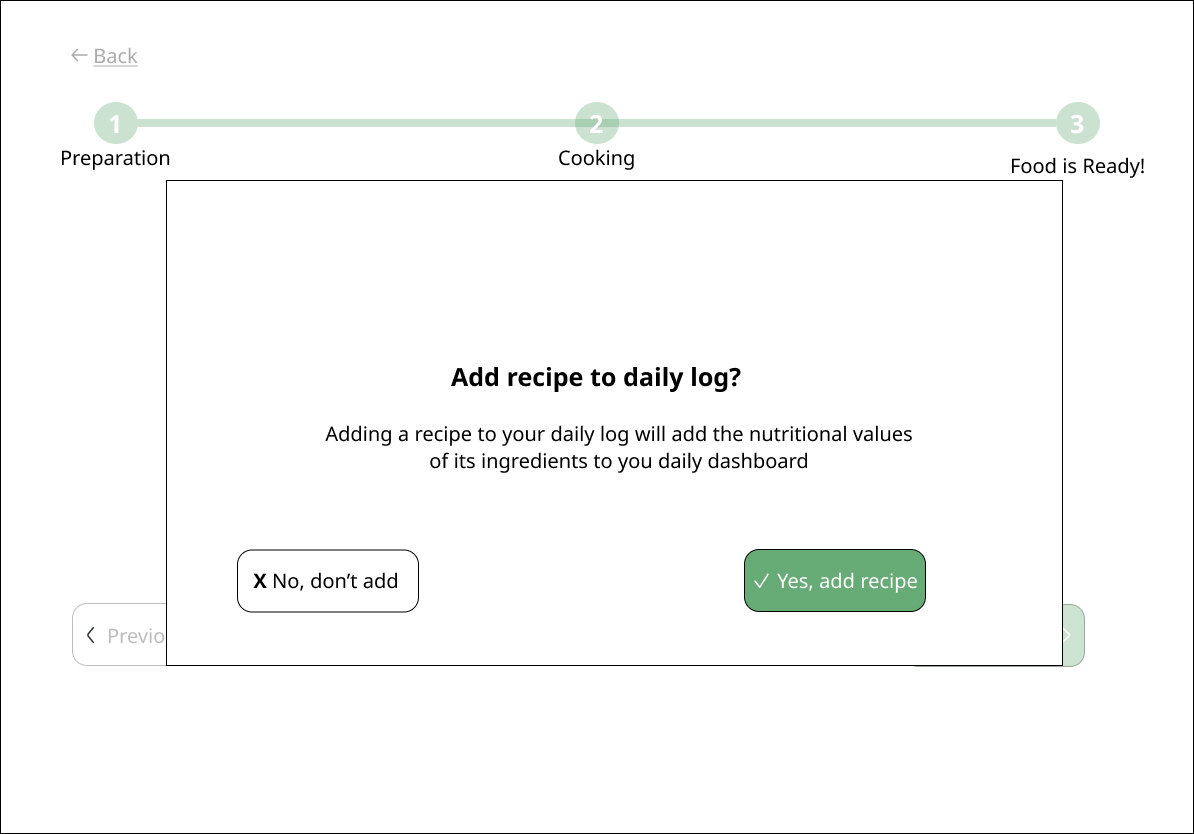 Back
1
2
3
Preparation
Cooking
Food is Ready!
Add recipe to daily log?
Adding a recipe to your daily log will add the nutritional values
of its ingredients to you daily dashboard
X No, don’t add
Yes, add recipe
Previo